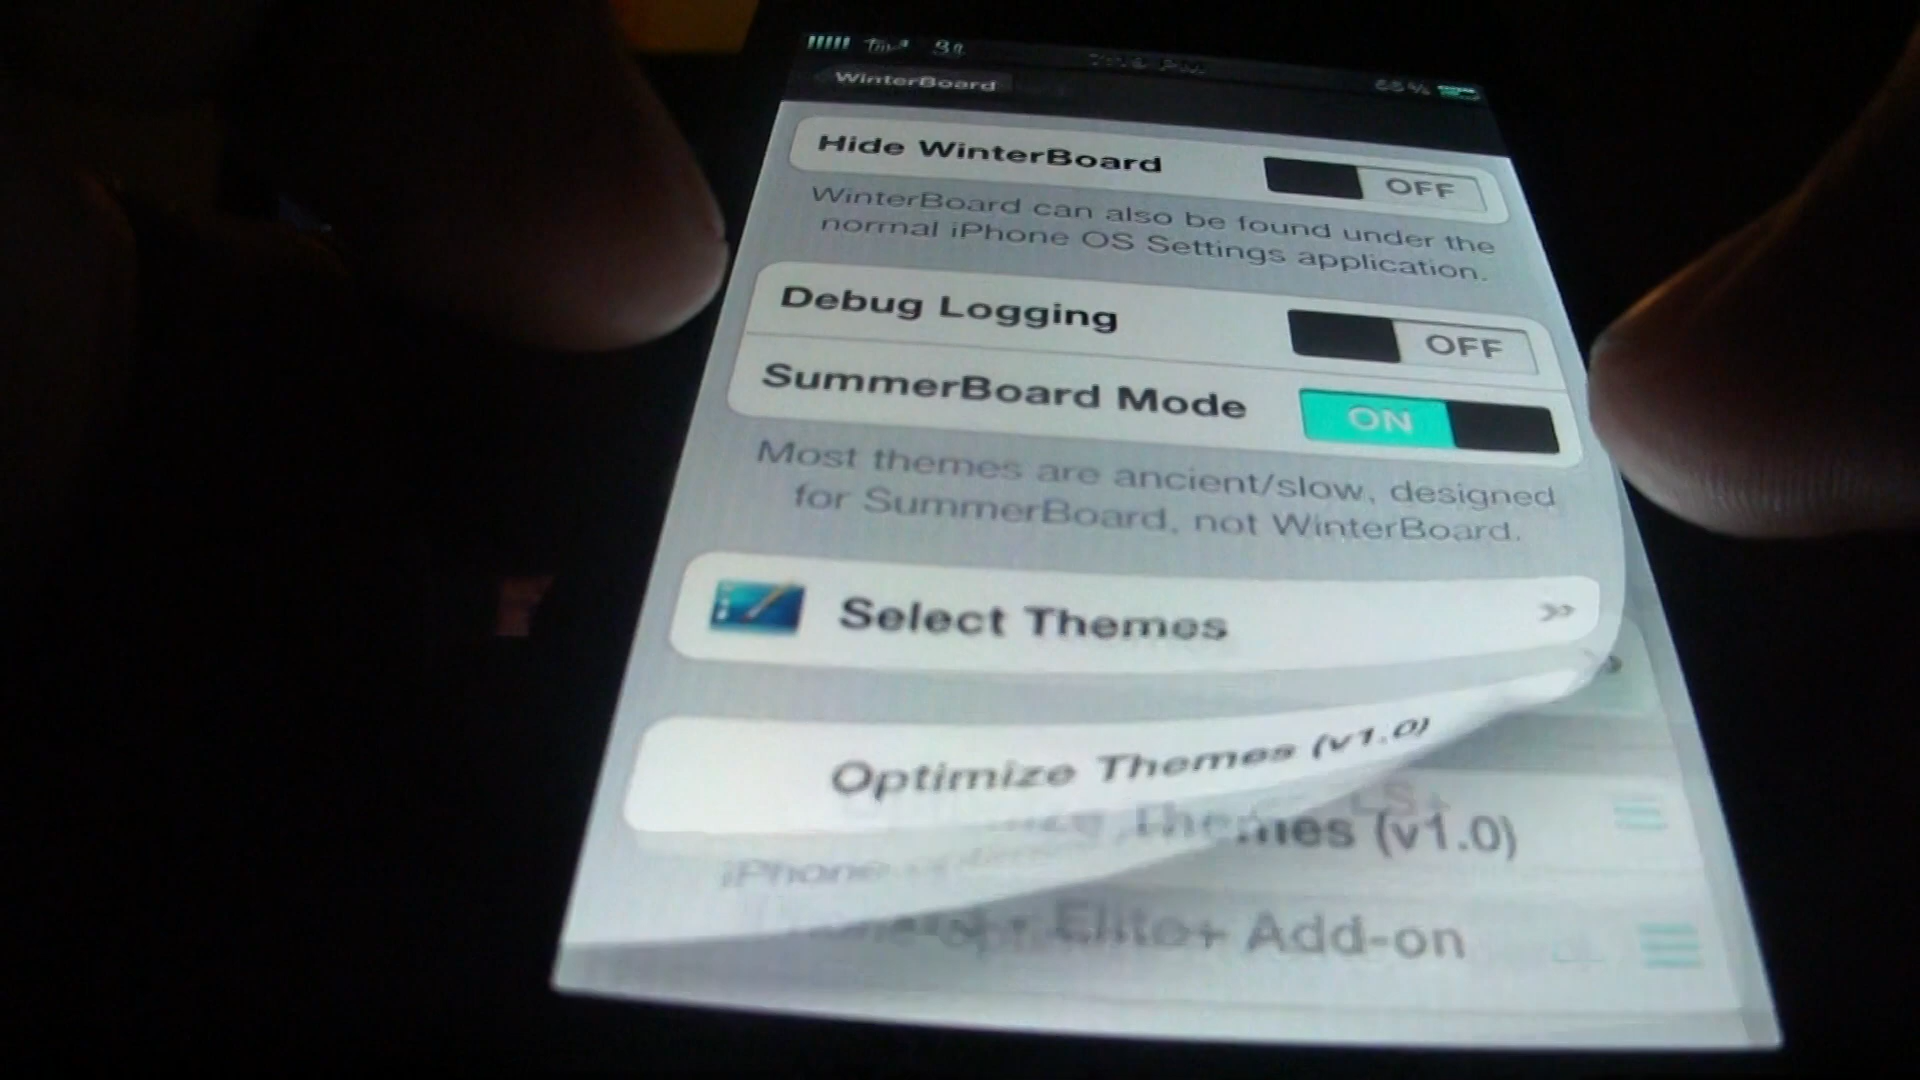 WinterBoard
Hide WinterBoard OFF
WinterBoard can also be found under the
normal iPhone OS Settings application.
Debug Logging OFF
SummerBoard Mode ON
Most themes are ancient/slow, designed
for SummerBoard, not WinterBoard.
Select Themes
Optimize Themes (v1.0)
Themes (v1.0)
iPhone
Elite+ Add-on